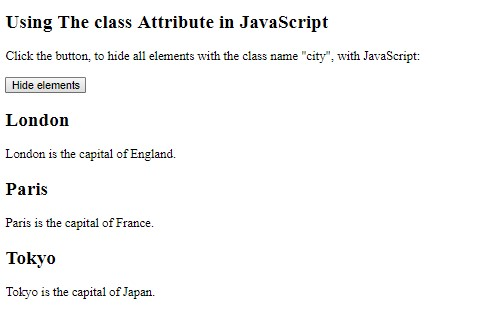 Using The class Attribute in JavaScript
Click the button, to hide all elements with the class name "city", with JavaScript:
Hide elements
London
London is the capital of England.
Paris
Paris is the capital of France.
Tokyo
Tokyo is the capital of Japan.